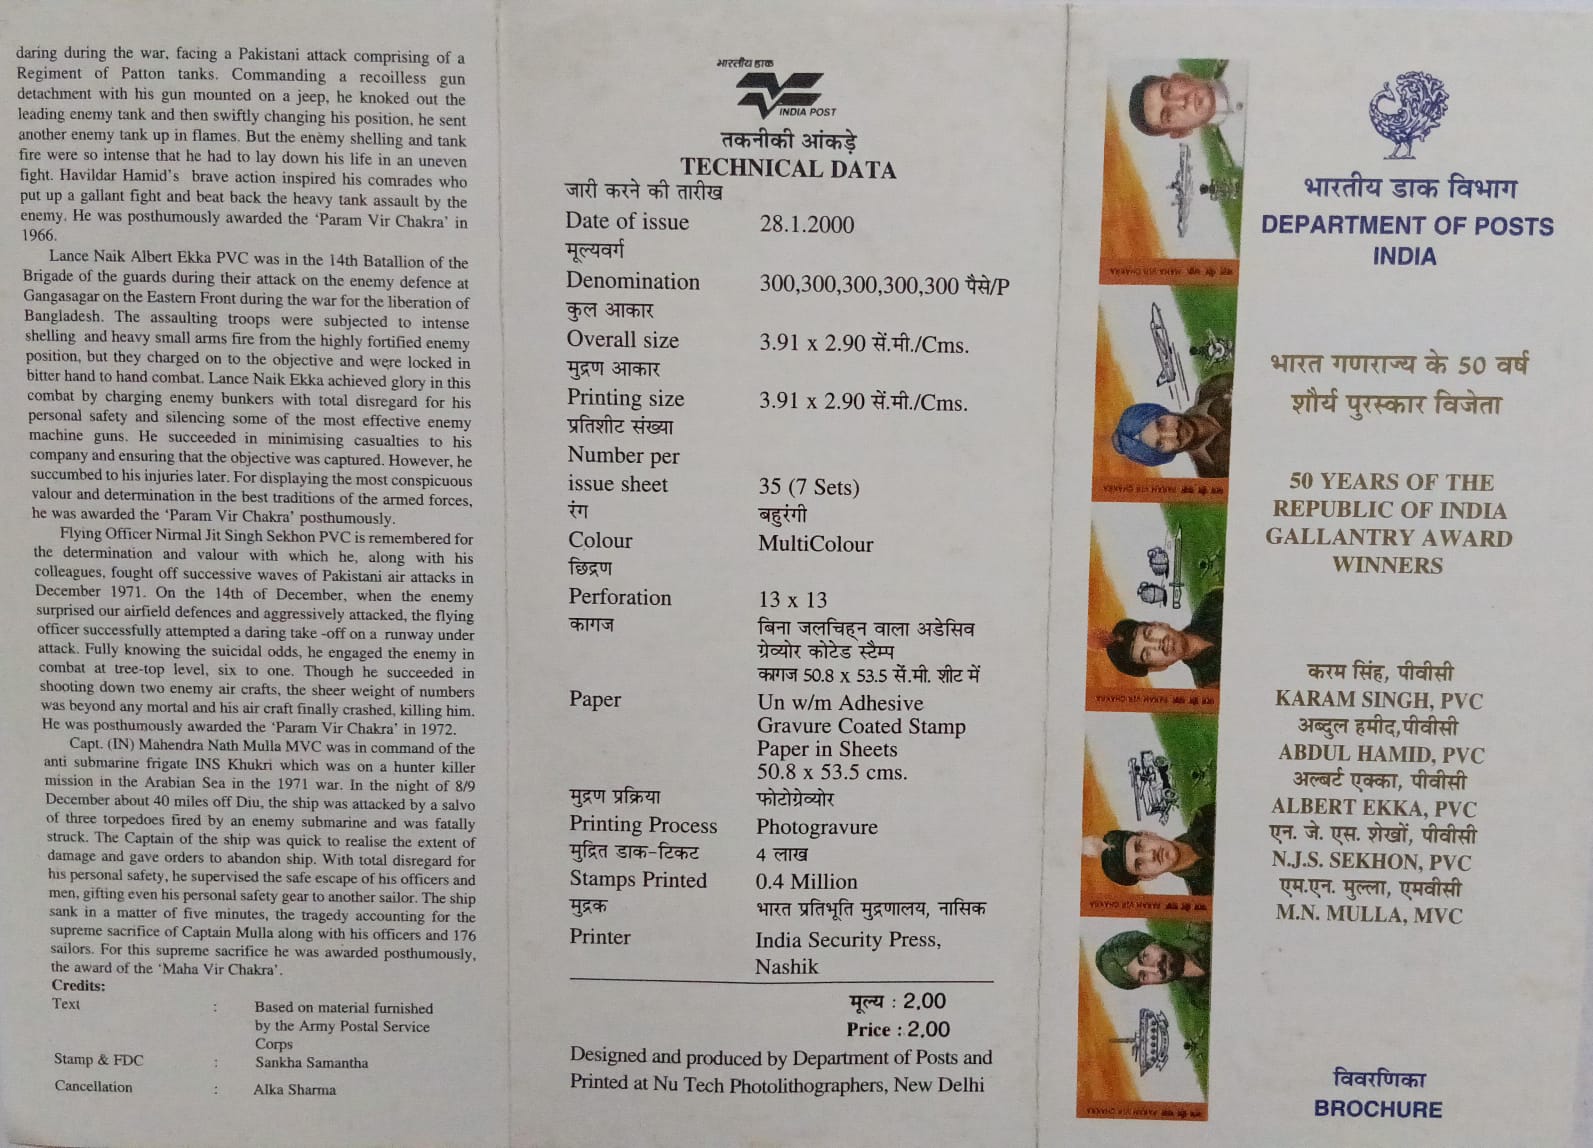 daring during the war, facing a Pakistani attack comprising of a
Regiment of Patton tanks. Commanding a recoilless gun
detachment with his gun mounted on a jeep, he knoked out the
leading enemy tank and then swiftly changing his position, he sent
another enemy tank up in flames. But the enemy shelling and tank
fire were so intense that he had to lay down his life in an uneven
fight. Havildar Hamid's brave action inspired his comrades who
put up a gallant fight and beat back the heavy tank assault by the
enemy. He was posthumously awarded the 'Param Vir Chakra' in
1966.
Lance Naik Albert Ekka PVC was in the 14th Batallion of the
Brigade of the guards during their attack on the enemy defence at
Gangasagar on the Eastern Front during the war for the liberation of
Bangladesh. The assaulting troops were subjected to intense
shelling and heavy small arms fire from the highly fortified enemy
position, but they charged on to the objective and were locked in
bitter hand to hand combat. Lance Naik Ekka achieved glory in this
combat by charging enemy bunkers with total disregard for his
personal safety and silencing some of the most effective enemy
machine guns. He succeeded in minimising casualties to his
company and ensuring that the objective was captured. However, he
succumbed to his injuries later. For displaying the most conspicuous
valour and determination in the best traditions of the armed forces,
he was awarded the 'Param Vir Chakra' posthumously.
Flying Officer Nirmal Jit Singh Sekhon PVC is remembered for
the determination and valour with which he, along with his
colleagues, fought off successive waves of Pakistani air attacks in
December 1971. On the 14th of December, when the enemy
surprised our airfield defences and aggressively attacked, the flying
officer successfully attempted a daring take -off on a runway under
attack. Fully knowing the suicidal odds, he engaged the enemy in
combat at tree-top level, six to one. Though he succeeded in
shooting down two enemy air crafts, the sheer weight of numbers
was beyond any mortal and his air craft finally crashed, killing him.
He was posthumously awarded the 'Param Vir Chakra' in 1972.
Capt. (IN) Mahendra Nath Mulla MVC was in command of the
anti submarine frigate INS Khukri which was on a hunter killer
mission in the Arabian Sea in the 1971 war. In the night of 8/9
December about 40 miles off Diu, the ship was attacked by a salvo
of three torpedoes fired by an enemy submarine and was fatally
struck. The Captain of the ship was quick to realise the extent of
damage and gave orders to abandon ship. With total disregard for
his personal safety, he supervised the safe escape of his officers and
men, gifting even his personal safety gear to another sailor. The ship
sank in a matter of five minutes, the tragedy accounting for the
supreme sacrifice of Captain Mulla along with his officers and 176
sailors. For this supreme sacrifice he was awarded posthumously,
the award of the 'Maha Vir Chakra'.
Credits:
Text : Based on material furnished
by the Army Postal Service
Corps
Stamp & FDC : Sankha Samantha
Cancellation : Alka Sharma
भारतीय डाक
INDIA POST
तकनीकी आंकड़े
TECHNICAL DATA
जारी करने की तारीख
Date of issue 28.1.2000
मूल्यवर्ग
Denomination 300,300,300,300,300 पैसे/P
कुल आकार
Overall size 3.91 x 2.90 सें.मी./Cms.
मुद्रण आकार
Printing size 3.91 x 2.90 सें.मी./Cms.
प्रतिशीट संख्या
Number per
issue sheet 35 (7 Sets)
रंग बहुरंगी
Colour MultiColour
छिद्रण
Perforation 13 x 13
कागज बिना जलचिह्न वाला अडेसिव
ग्रेव्योर कोटेड स्टैम्प
कागज 50.8 x 53.5 सें.मी. शीट में
Paper Un w/m Adhesive
Gravure Coated Stamp
Paper in Sheets
50.8 x 53.5 cms.
मुद्रण प्रक्रिया फोटोग्रेव्योर
Printing Process Photogravure
मुद्रित डाक-टिकट 4 लाख
Stamps Printed 0.4 Million
मुद्रक भारत प्रतिभूति मुद्रणालय, नासिक
Printer India Security Press,
Nashik
मूल्य : 2.00
Price : 2.00
Designed and produced by Department of Posts and
Printed at Nu Tech Photolithographers, New Delhi
भारतीय डाक विभाग
DEPARTMENT OF POSTS
INDIA
भारत गणराज्य के 50 वर्ष
शौर्य पुरस्कार विजेता
50 YEARS OF THE
REPUBLIC OF INDIA
GALLANTRY AWARD
WINNERS
करम सिंह, पीवीसी
KARAM SINGH, PVC
अब्दुल हमीद,पीवीसी
ABDUL HAMID, PVC
अल्बर्ट एक्का, पीवीसी
ALBERT EKKA, PVC
एन. जे. एस. शेखों, पीवीसी
N.J.S. SEKHON, PVC
एम.एन. मुल्ला, एमवीसी
M.N. MULLA, MVC
विवरणिका
BROCHURE